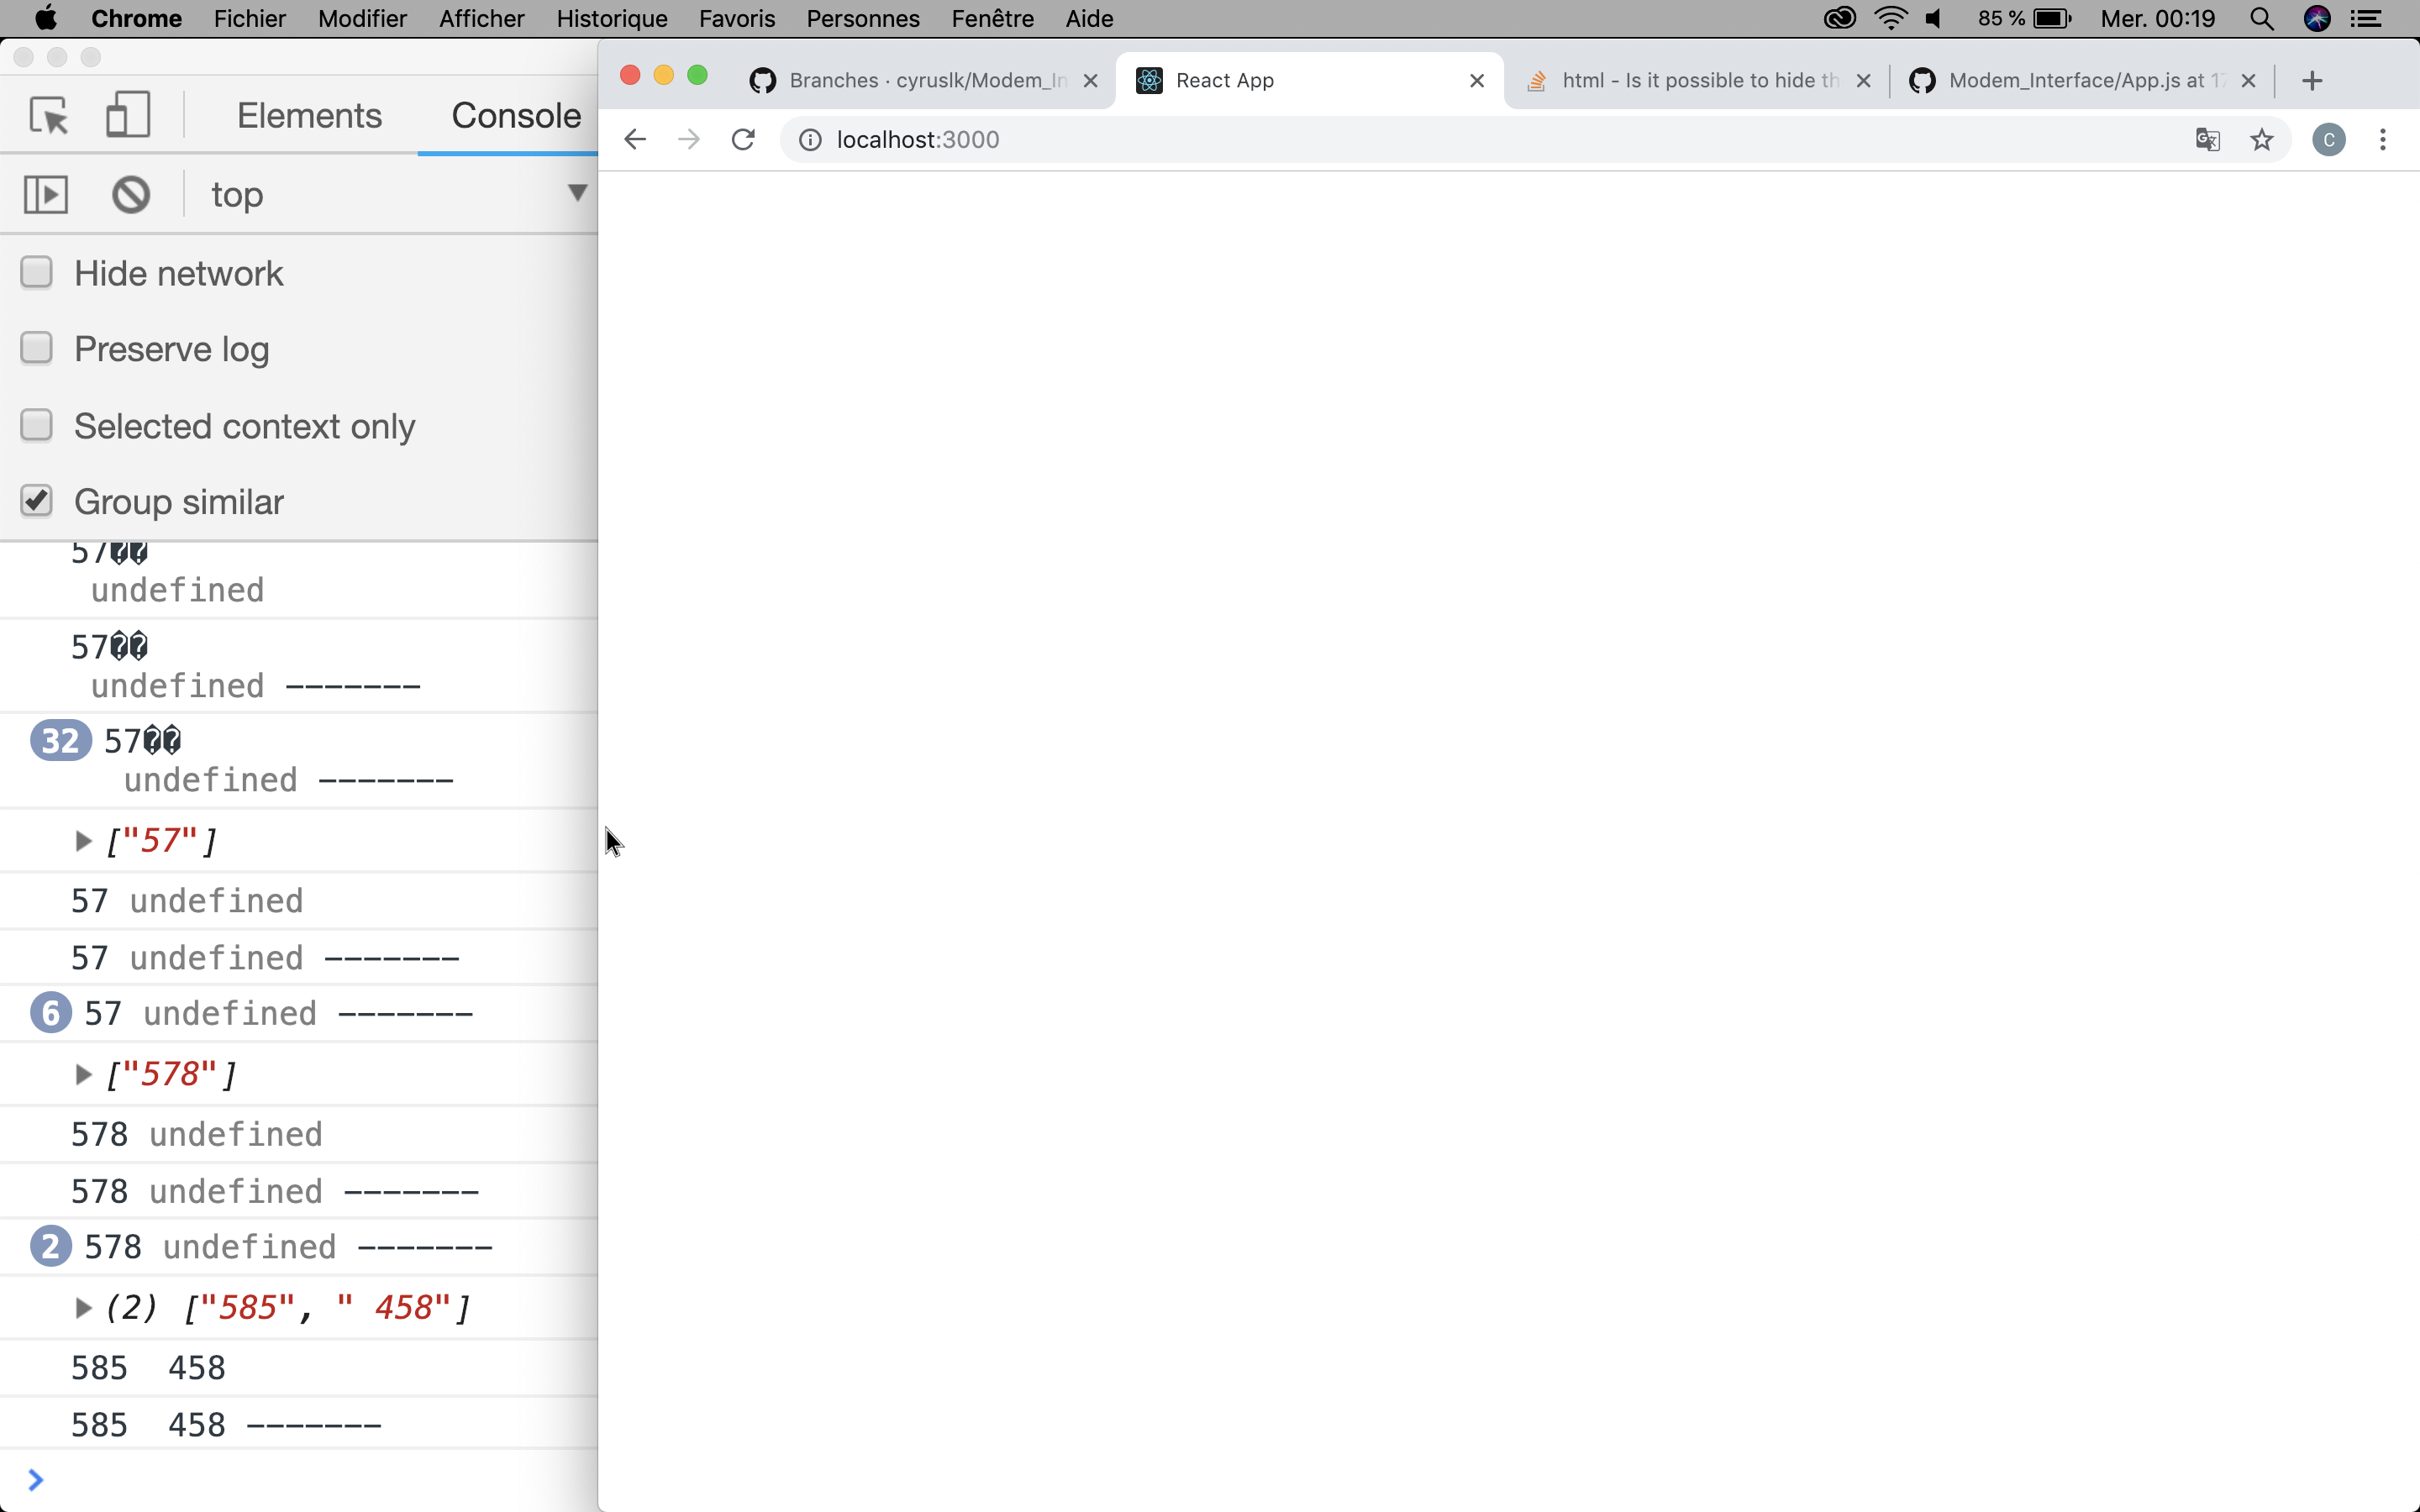 Chrome Fichier Modifier Afficher Historique Favoris Personnes Fenêtre Aide 85 % Mer. 00:19
Branches · cyruslk/Modem_In
React App
html - Is it possible to hide th
Modem_Interface/App.js at 17
localhost:3000
C
Elements Console
top
Hide network
Preserve log
Selected context only
Group similar
57��
undefined
57��
undefined -------
32 57��
undefined -------
["57"]
57 undefined
57 undefined -------
6 57 undefined -------
["578"]
578 undefined
578 undefined -------
2 578 undefined -------
(2) ["585", " 458"]
585  458
585  458 -------